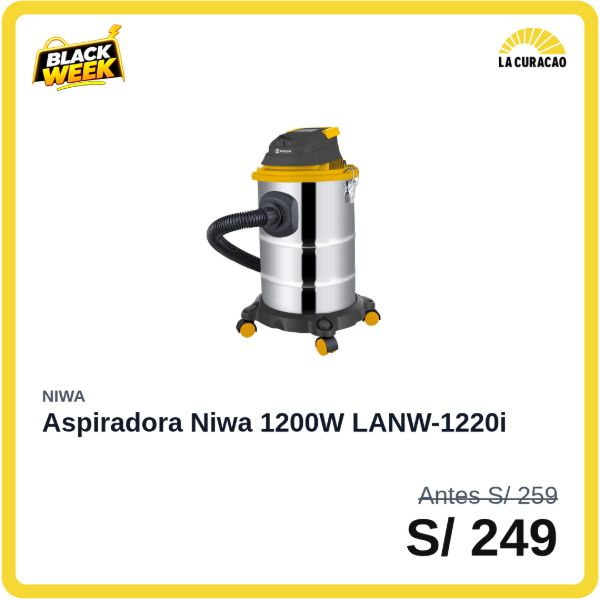 BLACK
WEEK
LA CURACAO
NIWA
Aspiradora Niwa 1200W LANW-1220i
Antes S/ 259
S/ 249